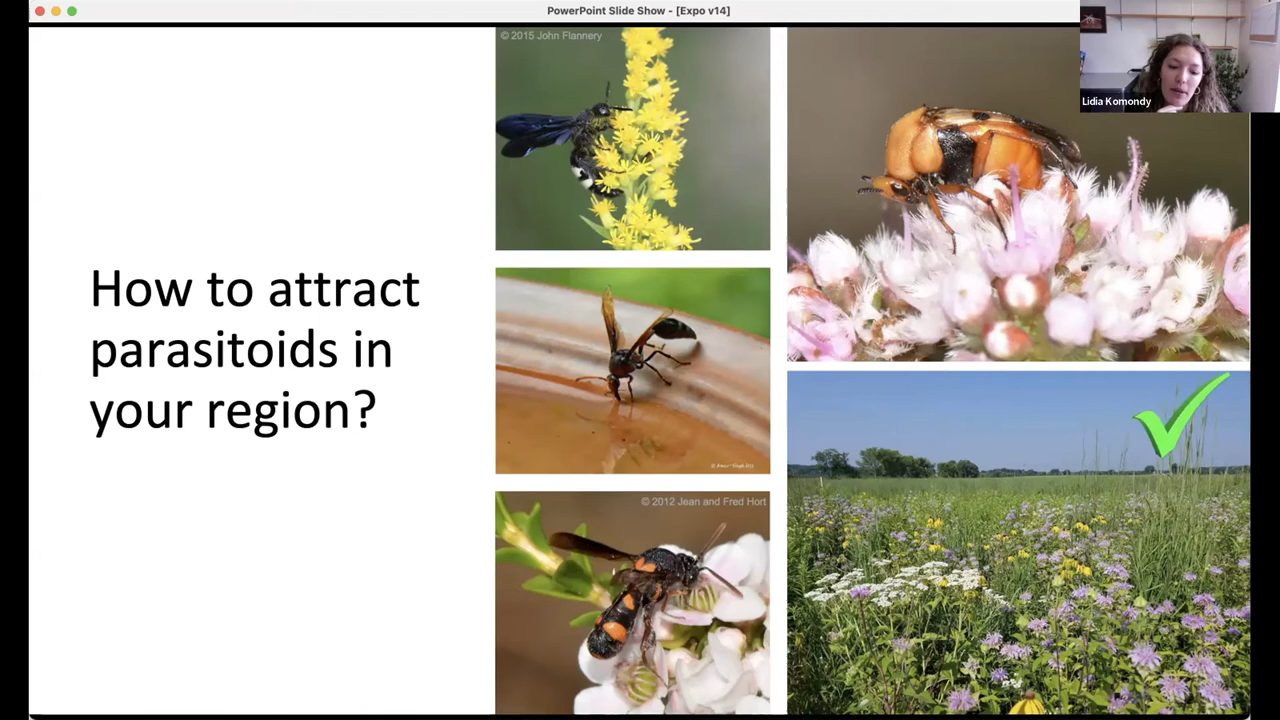 PowerPoint Slide Show - [Expo v14]
© 2015 John Flannery
Lidia Komondy
How to attract
parasitoids in
your region?
© 2012 Jean and Fred Hort